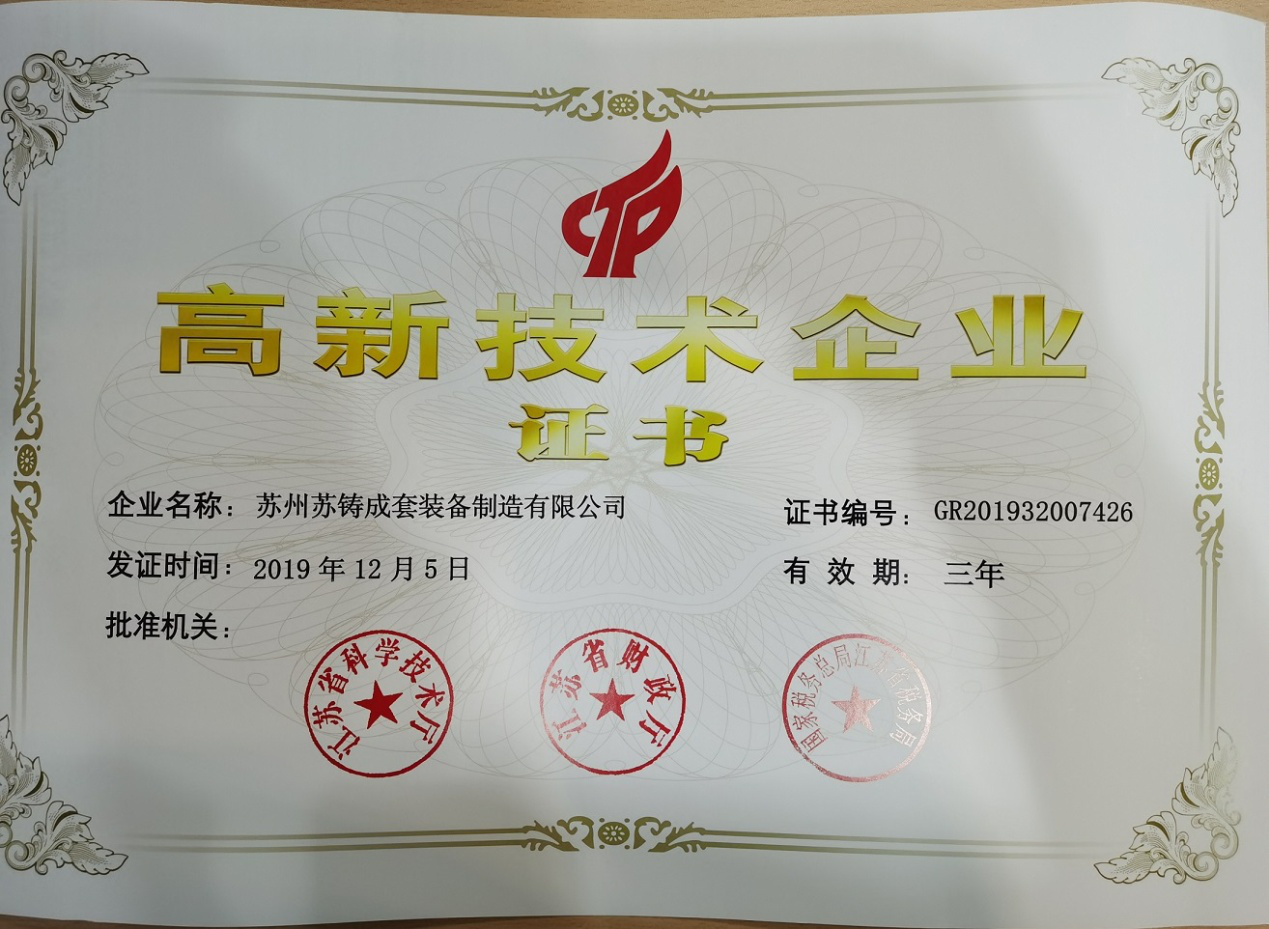 高新技术企业
证书
企业名称：苏州苏铸成套装备制造有限公司
证书编号：GR201932007426
发证时间：2019年12月5日
有效期：三年
批准机关：
江苏省科学技术厅
江苏省财政厅
国家税务总局江苏省税务局